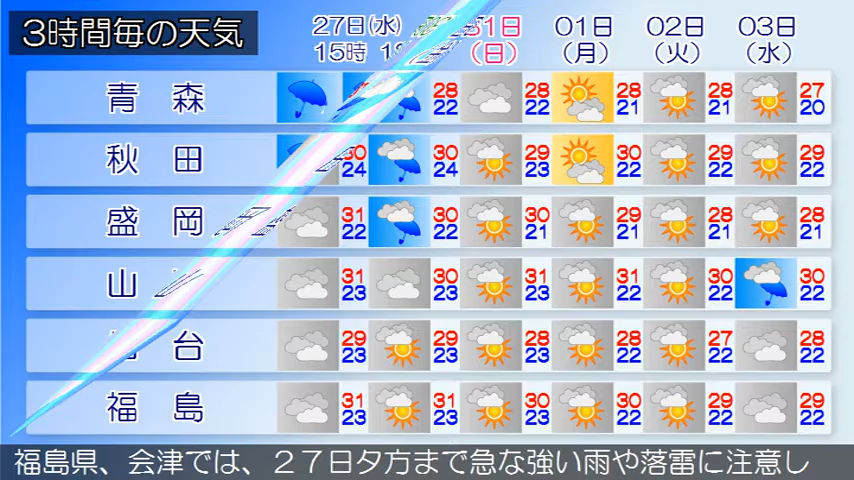 3時間毎の天気
27日(水) 31日 01日 02日 03日
15時 (日) (月) (火) (水)
青森 28 22 28 22 28 21 28 21 27 20
秋田 30 24 30 24 29 23 30 22 29 22 29 22
盛岡 31 22 30 22 30 21 29 21 28 21 28 21
山 31 23 30 23 31 23 31 22 30 22 30 22
台 29 23 29 23 28 23 28 22 27 22 28 22
福島 31 23 31 23 30 23 30 22 29 22 29 22
福島県、会津では、２７日夕方まで急な強い雨や落雷に注意し